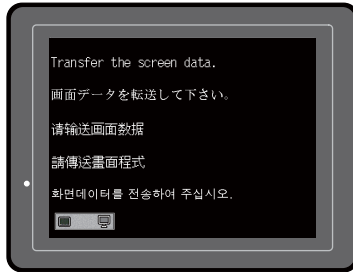 Transfer the screen data.
画面データを転送して下さい。
请输送画面数据
請傳送畫面程式
화면데이터를 전송하여 주십시오.